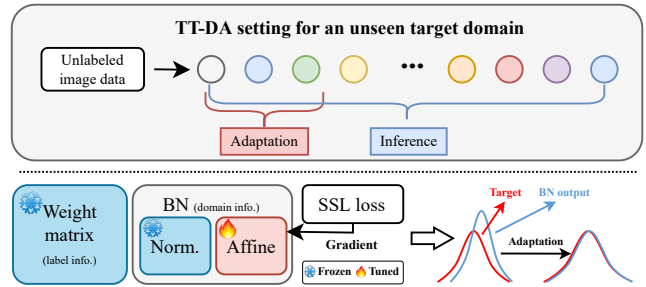 TT-DA setting for an unseen target domain
Unlabeled
image data
...
Adaptation
Inference
Weight
matrix
(label info.)
BN (domain info.)
Norm.
Affine
SSL loss
Gradient
Frozen
Tuned
Target
BN output
Adaptation